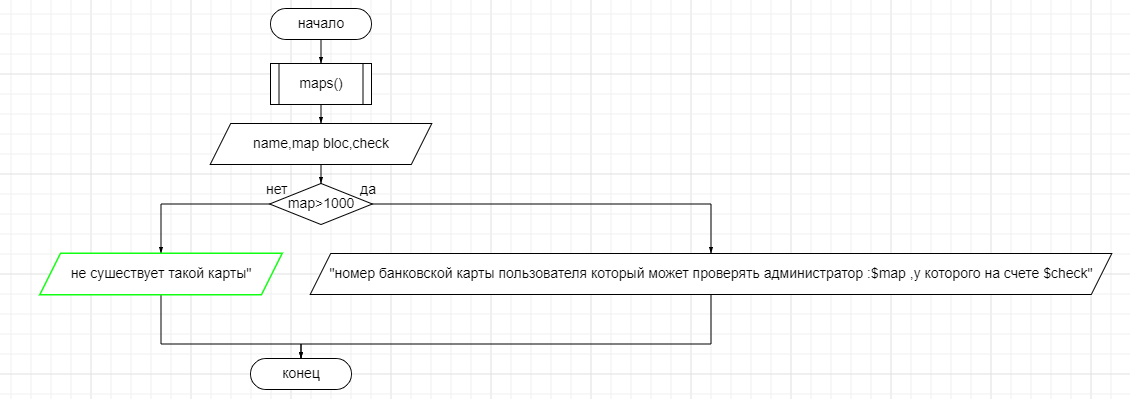 начало
maps()
name,map bloc,check
нет
да
map>1000
не сушествует такой карты"
"номер банковской карты пользователя который может проверять администратор :$map ,у которого на счете $check"
конец